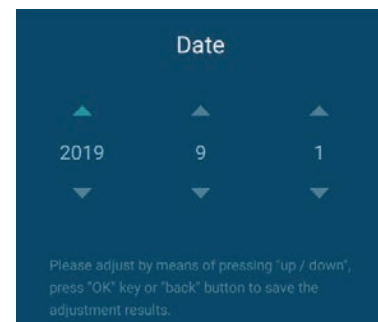 Date
2019 9 1
Please adjust by means of pressing "up / down",
press "OK" key or "back" button to save the
adjustment results.